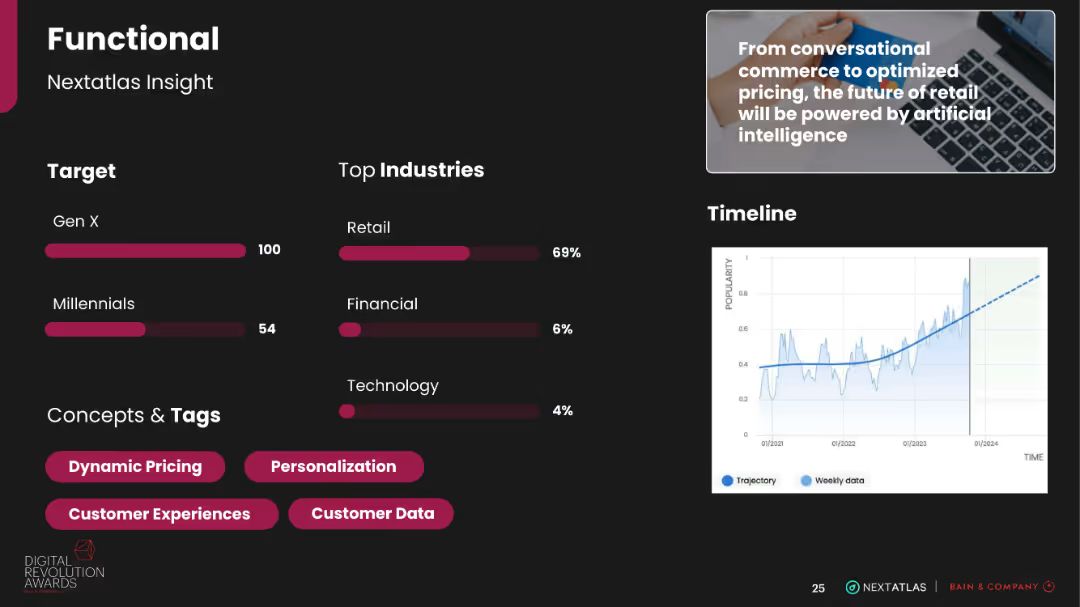 Functional
Nextatlas Insight
From conversational
commerce to optimized
pricing, the future of retail
will be powered by artificial
intelligence
Target
Gen X
100
Millennials
54
Top Industries
Retail
69%
Financial
6%
Technology
4%
Concepts & Tags
Dynamic Pricing
Personalization
Customer Experiences
Customer Data
Timeline
POPULARITY
1
0.8
0.6
0.4
0.2
0
01/2021
01/2022
01/2023
01/2024
TIME
Trajectory
Weekly data
DIGITAL
REVOLUTION
AWARDS
25
NEXTATLAS
BAIN & COMPANY